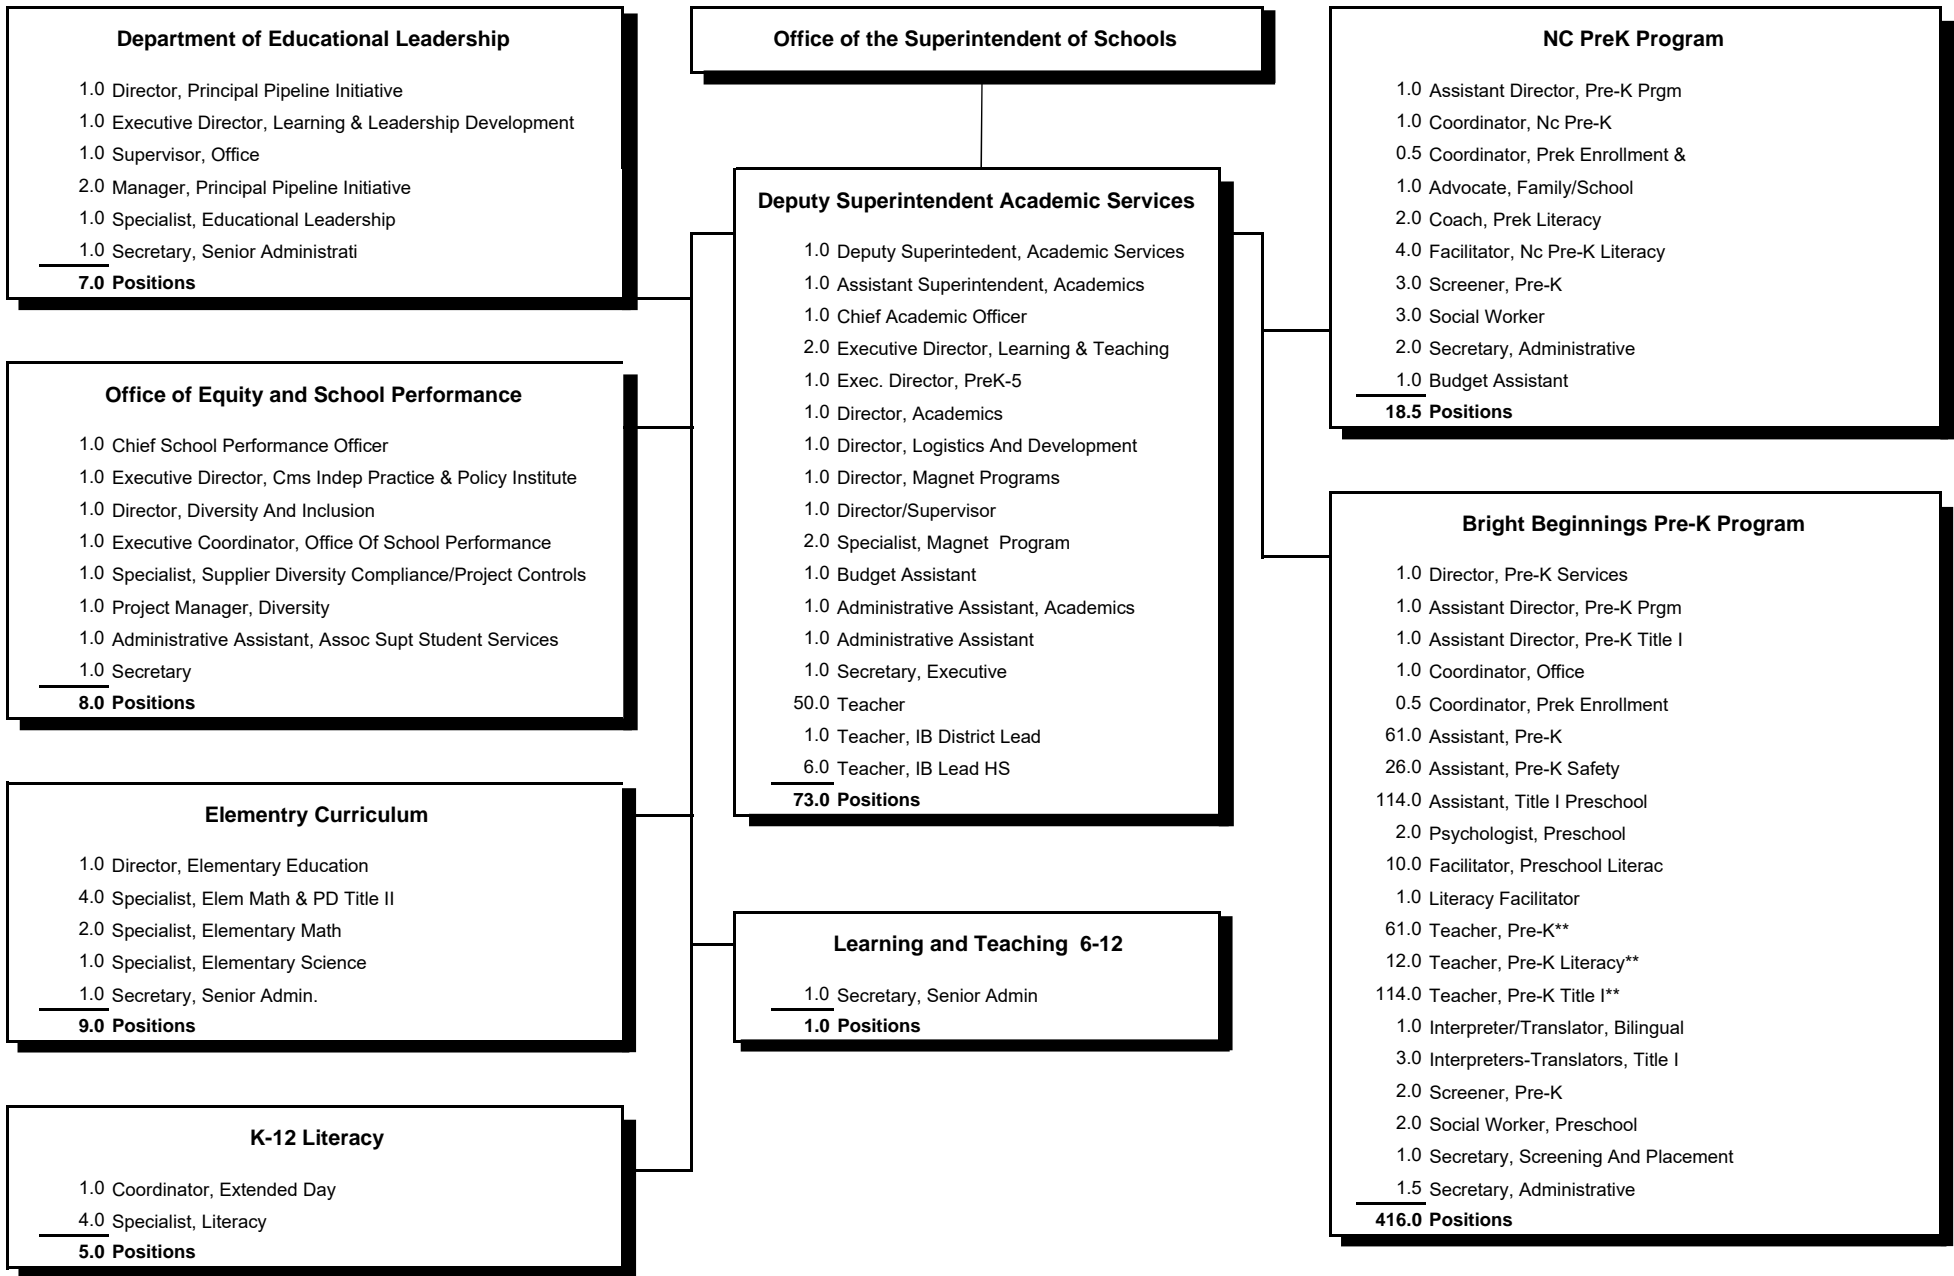 Department of Educational Leadership
1.0 Director, Principal Pipeline Initiative
1.0 Executive Director, Learning & Leadership Development
1.0 Supervisor, Office
2.0 Manager, Principal Pipeline Initiative
1.0 Specialist, Educational Leadership
1.0 Secretary, Senior Administrati
7.0 Positions
Office of Equity and School Performance
1.0 Chief School Performance Officer
1.0 Executive Director, Cms Indep Practice & Policy Institute
1.0 Director, Diversity And Inclusion
1.0 Executive Coordinator, Office Of School Performance
1.0 Specialist, Supplier Diversity Compliance/Project Controls
1.0 Project Manager, Diversity
1.0 Administrative Assistant, Assoc Supt Student Services
1.0 Secretary
8.0 Positions
Elementry Curriculum
1.0 Director, Elementary Education
4.0 Specialist, Elem Math & PD Title II
2.0 Specialist, Elementary Math
1.0 Specialist, Elementary Science
1.0 Secretary, Senior Admin.
9.0 Positions
K-12 Literacy
1.0 Coordinator, Extended Day
4.0 Specialist, Literacy
5.0 Positions
Office of the Superintendent of Schools
Deputy Superintendent Academic Services
1.0 Deputy Superintedent, Academic Services
1.0 Assistant Superintendent, Academics
1.0 Chief Academic Officer
2.0 Executive Director, Learning & Teaching
1.0 Exec. Director, PreK-5
1.0 Director, Academics
1.0 Director, Logistics And Development
1.0 Director, Magnet Programs
1.0 Director/Supervisor
2.0 Specialist, Magnet Program
1.0 Budget Assistant
1.0 Administrative Assistant, Academics
1.0 Administrative Assistant
1.0 Secretary, Executive
50.0 Teacher
1.0 Teacher, IB District Lead
6.0 Teacher, IB Lead HS
73.0 Positions
Learning and Teaching 6-12
1.0 Secretary, Senior Admin
1.0 Positions
NC PreK Program
1.0 Assistant Director, Pre-K Prgm
1.0 Coordinator, Nc Pre-K
0.5 Coordinator, Prek Enrollment &
1.0 Advocate, Family/School
2.0 Coach, Prek Literacy
4.0 Facilitator, Nc Pre-K Literacy
3.0 Screener, Pre-K
3.0 Social Worker
2.0 Secretary, Administrative
1.0 Budget Assistant
18.5 Positions
Bright Beginnings Pre-K Program
1.0 Director, Pre-K Services
1.0 Assistant Director, Pre-K Prgm
1.0 Assistant Director, Pre-K Title I
1.0 Coordinator, Office
0.5 Coordinator, Prek Enrollment
61.0 Assistant, Pre-K
26.0 Assistant, Pre-K Safety
114.0 Assistant, Title I Preschool
2.0 Psychologist, Preschool
10.0 Facilitator, Preschool Literac
1.0 Literacy Facilitator
61.0 Teacher, Pre-K**
12.0 Teacher, Pre-K Literacy**
114.0 Teacher, Pre-K Title I**
1.0 Interpreter/Translator, Bilingual
3.0 Interpreters-Translators, Title I
2.0 Screener, Pre-K
2.0 Social Worker, Preschool
1.0 Secretary, Screening And Placement
1.5 Secretary, Administrative
416.0 Positions